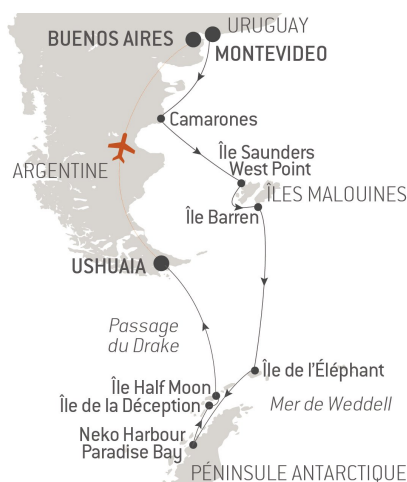 URUGUAY
BUENOS AIRES
MONTEVIDEO
Camarones
Île Saunders
West Point
ARGENTINE
ÎLES MALOUINES
Île Barren
USHUAIA
Passage
du Drake
Île de l'Éléphant
Île Half Moon
Île de la Déception
Mer de Weddell
Neko Harbour
Paradise Bay
PÉNINSULE ANTARCTIQUE